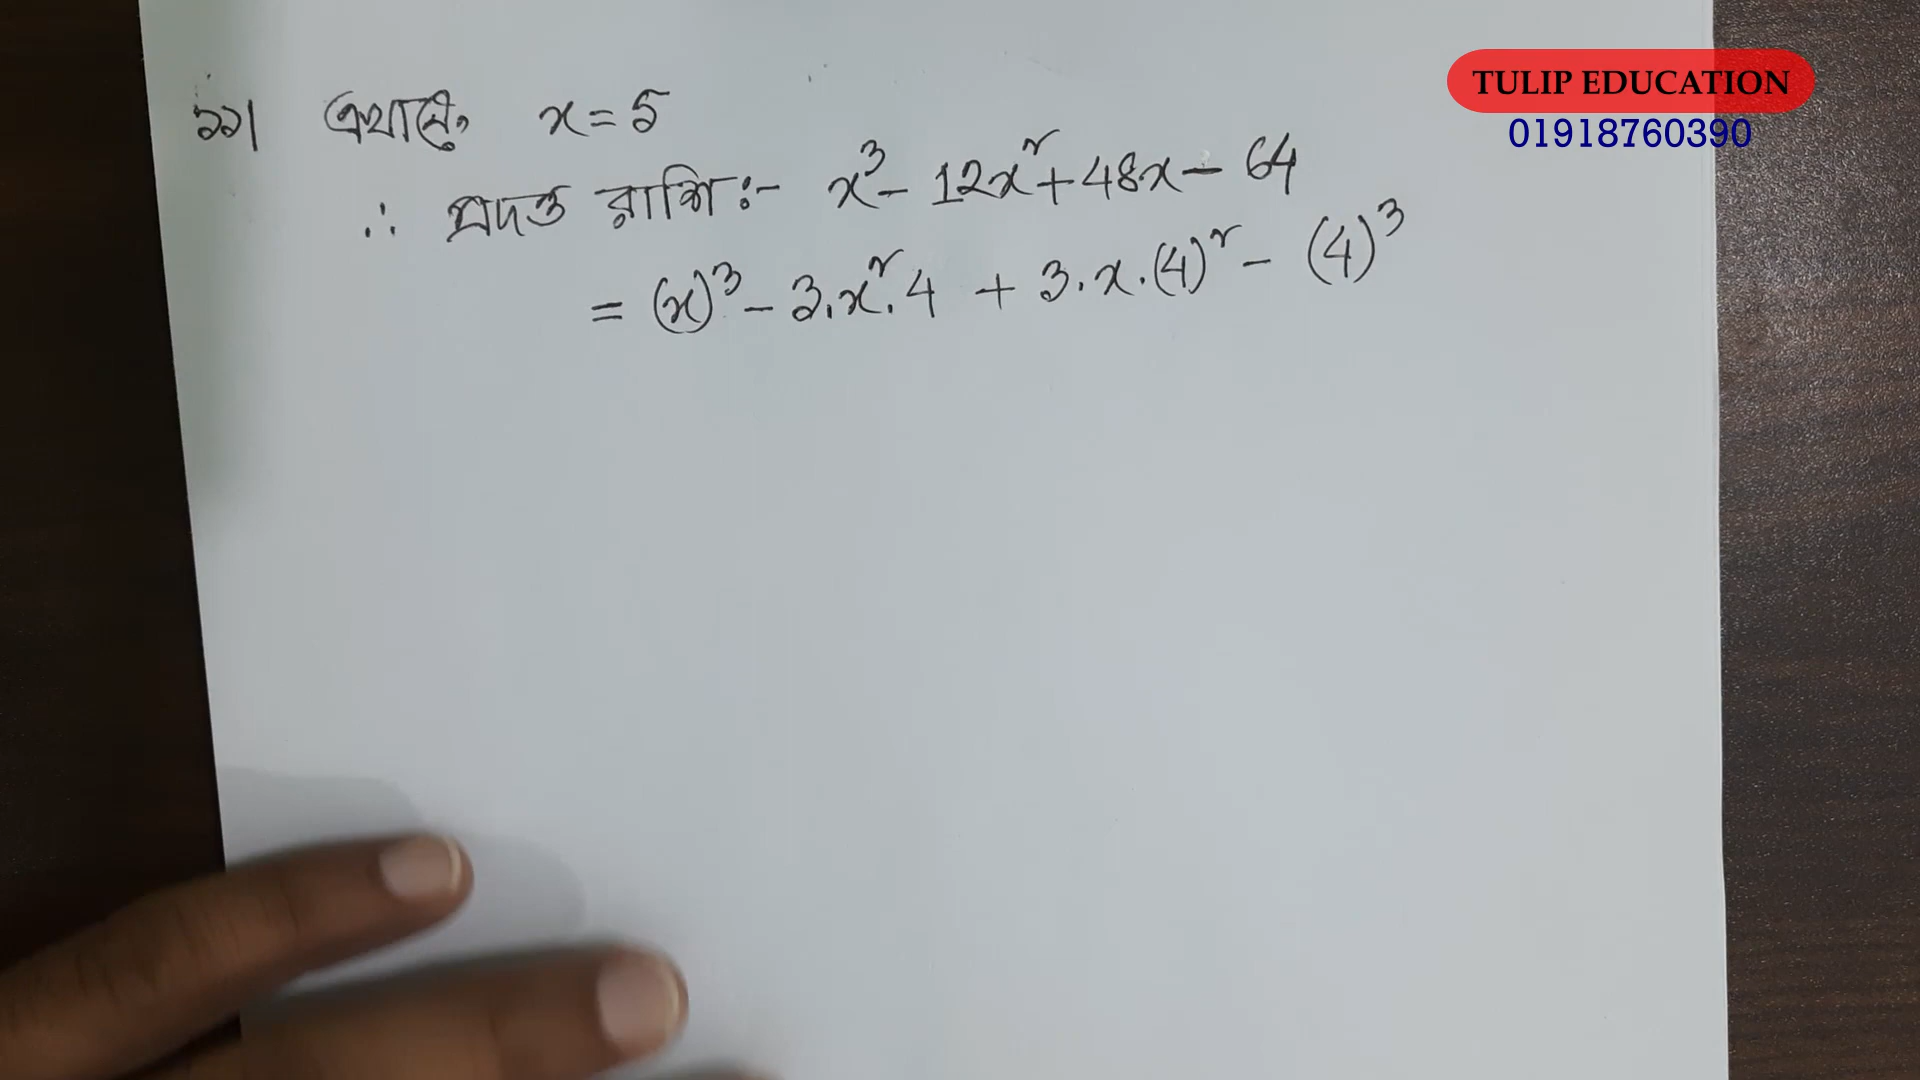 TULIP EDUCATION
01918760390
১১। এখানে, x = 5
∴ প্রদত্ত রাশি :- x³ - 12x² + 48x - 64
= (x)³ - 3.x².4 + 3.x.(4)² - (4)³